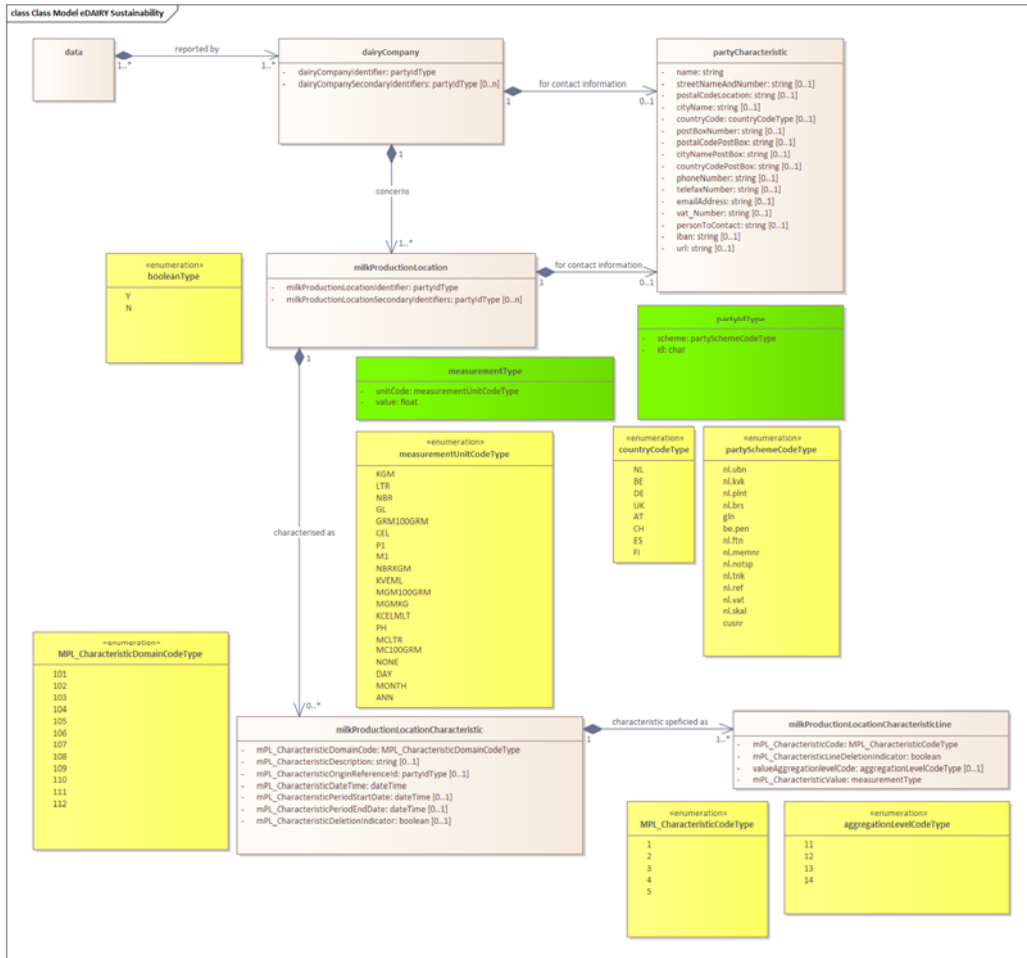 class Class Model eDAIRY Sustainability
data
1..*
reported by
1..*
dairyCompany
- dairyCompanyIdentifier: partyIdType
- dairyCompanySecondaryIdentifiers: partyIdType [0..n]
1
for contact information
0..1
partyCharacteristic
- name: string
- streetNameAndNumber: string [0..1]
- postalCodeLocation: string [0..1]
- cityName: string [0..1]
- countryCode: countryCodeType [0..1]
- postBoxNumber: string [0..1]
- postalCodePostBox: string [0..1]
- cityNamePostBox: string [0..1]
- countryCodePostBox: string [0..1]
- phoneNumber: string [0..1]
- telefaxNumber: string [0..1]
- emailAddress: string [0..1]
- vat_Number: string [0..1]
- personToContact: string [0..1]
- iban: string [0..1]
- url: string [0..1]
1
concerns
1..*
«enumeration»
booleanType
Y
N
milkProductionLocation
- milkProductionLocationIdentifier: partyIdType
- milkProductionLocationSecondaryIdentifiers: partyIdType [0..n]
1
for contact information
0..1
partyIdType
- scheme: partySchemeCodeType
- id: char
1
measurementType
- unitCode: measurementUnitCodeType
- value: float
«enumeration»
measurementUnitCodeType
KGM
LTR
NBR
GL
GRM100GRM
CEL
P1
M1
NBRKGM
KVEML
MGM100GRM
MGMKG
KCELMLT
PH
MCLTR
MC100GRM
NONE
DAY
MONTH
ANN
«enumeration»
countryCodeType
NL
BE
DE
UK
AT
CH
ES
FI
«enumeration»
partySchemeCodeType
nl.ubn
nl.kvk
nl.plnt
nl.brs
gln
be.pen
nl.ftn
nl.memnr
nl.notsp
nl.tnk
nl.ref
nl.vat
nl.skal
cusnr
characterised as
«enumeration»
MPL_CharacteristicDomainCodeType
101
102
103
104
105
106
107
108
109
110
111
112
0..*
milkProductionLocationCharacteristic
- mPL_CharacteristicDomainCode: MPL_CharacteristicDomainCodeType
- mPL_CharacteristicDescription: string [0..1]
- mPL_CharacteristicOriginReferenceId: partyIdType [0..1]
- mPL_CharacteristicDateTime: dateTime
- mPL_CharacteristicPeriodStartDate: dateTime [0..1]
- mPL_CharacteristicPeriodEndDate: dateTime [0..1]
- mPL_CharacteristicDeletionIndicator: boolean [0..1]
1
characteristic speficied as
1..*
milkProductionLocationCharacteristicLine
- mPL_CharacteristicCode: MPL_CharacteristicCodeType
- mPL_CharacteristicLineDeletionIndicator: boolean
- valueAggregationlevelCode: aggregationLevelCodeType [0..1]
- mPL_CharacteristicValue: measurementType
«enumeration»
MPL_CharacteristicCodeType
1
2
3
4
5
«enumeration»
aggregationLevelCodeType
11
12
13
14